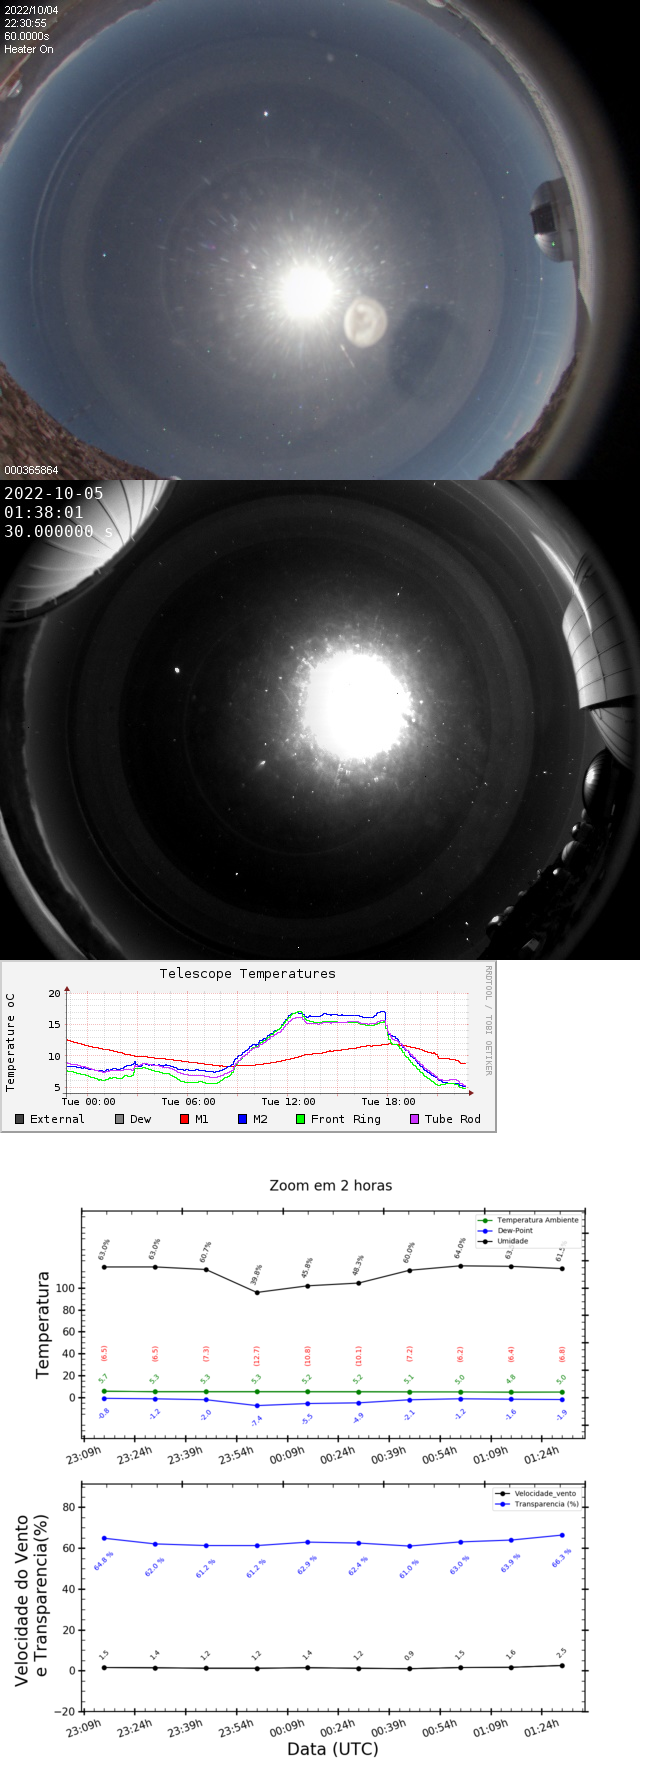 2022/10/04
22:30:55
60.0000s
Heater On
000365864
2022-10-05
01:38:01
30.000000 s
Telescope Temperatures
Temperature oC
20
15
10
5
Tue 00:00 Tue 06:00 Tue 12:00 Tue 18:00
External Dew M1 M2 Front Ring Tube Rod
RRDTOOL / TOBI OETIKER
Zoom em 2 horas
Temperatura Ambiente
Dew-Point
Umidade
63.0% 63.0% 60.7% 39.8% 45.8% 48.3% 60.0% 64.0%
Temperatura
100
80
60
40
20
0
(6.5) (6.5) (7.3) (12.7) (10.8) (10.1) (7.2) (6.2) (6.4) (6.8)
5.7 5.3 5.3 5.3 5.2 5.2 5.1 5.0 4.8 5.0
-0.8 -1.2 -2.0 -7.4 -5.5 -4.9 -2.1 -1.2 -1.6 -1.9
23:09h 23:24h 23:39h 23:54h 00:09h 00:24h 00:39h 00:54h 01:09h 01:24h
Velocidade_vento
Transparencia (%)
Velocidade do Vento
e Transparencia(%)
80
60
40
20
0
−20
64.8 % 62.0 % 61.2 % 61.2 % 62.9 % 62.4 % 61.0 % 63.0 % 63.9 % 66.3 %
1.5 1.4 1.2 1.2 1.4 1.2 0.9 1.5 1.6 2.5
23:09h 23:24h 23:39h 23:54h 00:09h 00:24h 00:39h 00:54h 01:09h 01:24h
Data (UTC)